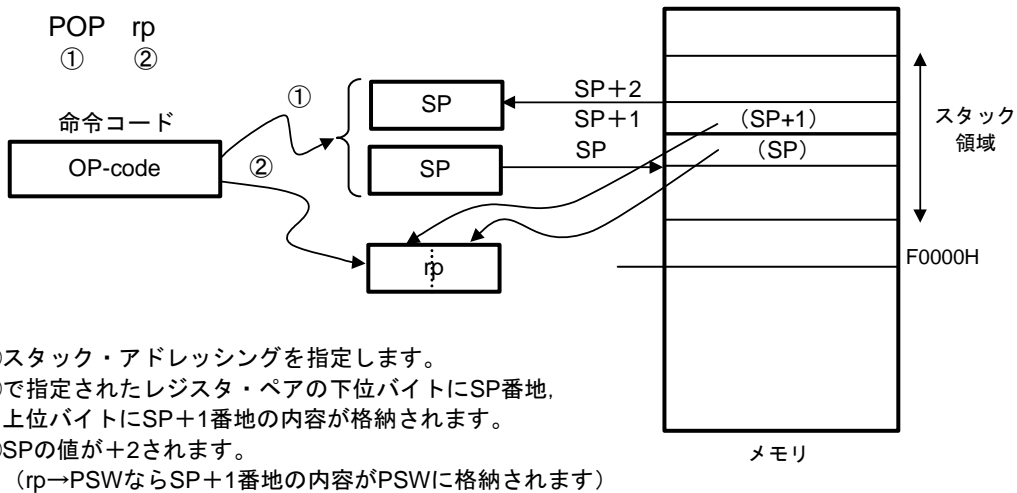 POP rp
① ②
命令コード
OP-code
①
②
SP
SP
SP＋2
SP＋1
SP
（SP+1）
（SP）
スタック
領域
rp
F0000H
メモリ
スタック・アドレッシングを指定します。
で指定されたレジスタ・ペアの下位バイトにSP番地,
上位バイトにSP＋1番地の内容が格納されます。
SPの値が＋2されます。
（rp→PSWならSP＋1番地の内容がPSWに格納されます）